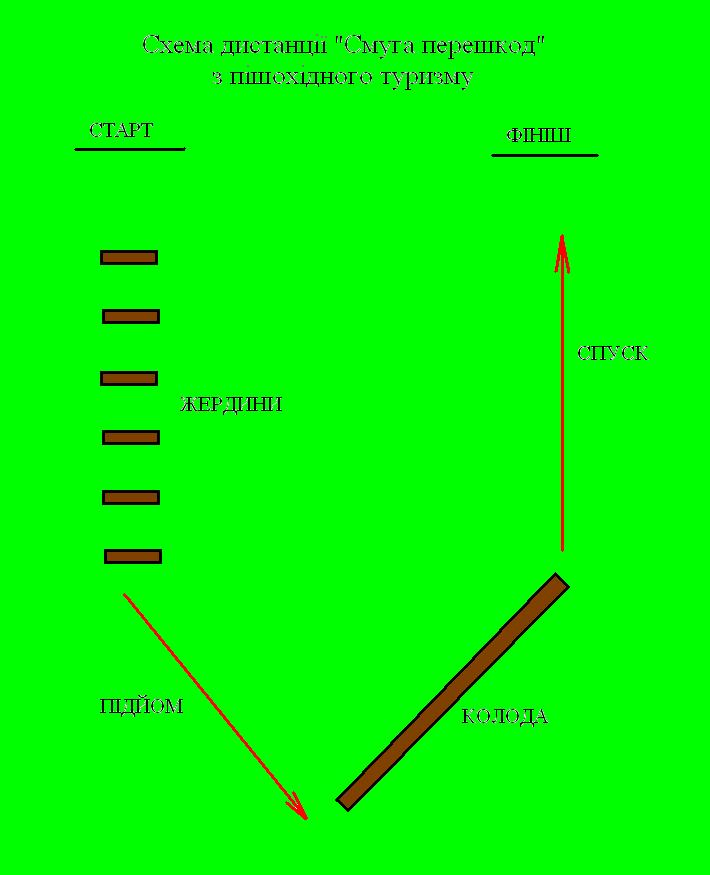 Схема дистанції "Смуга перешкод"
з пішохідного туризму
СТАРТ
ФІНІШ
СПУСК
ЖЕРДИНИ
ПІДЙОМ
КОЛОДА